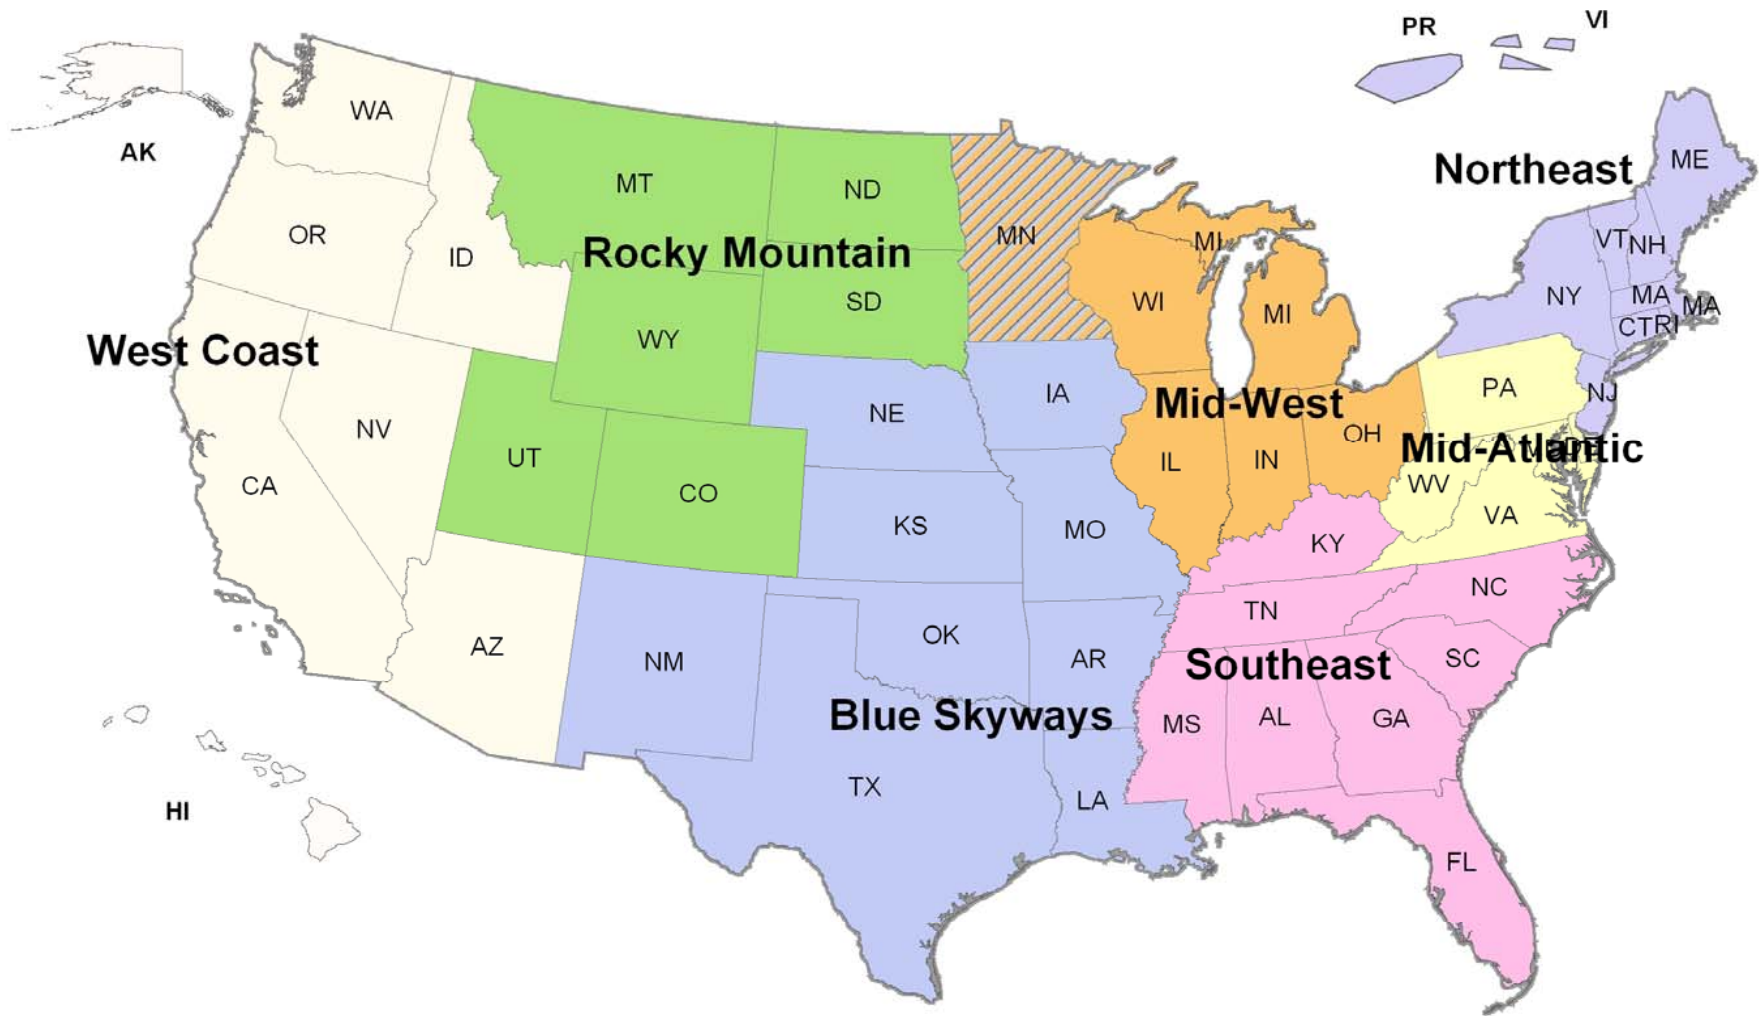 PR
VI
WA
AK
Northeast
ME
MT
ND
MN
OR
ID
Rocky Mountain
MI
VT
NH
WI
SD
NY
MA
MA
MI
CT
RI
West Coast
WY
IA
Mid-West
PA
NJ
NE
NV
OH
Mid-Atlantic
DE
UT
IL
IN
WV
CA
CO
KS
MO
KY
VA
NC
TN
OK
AZ
NM
AR
Southeast
SC
Blue Skyways
MS
AL
GA
TX
LA
HI
FL